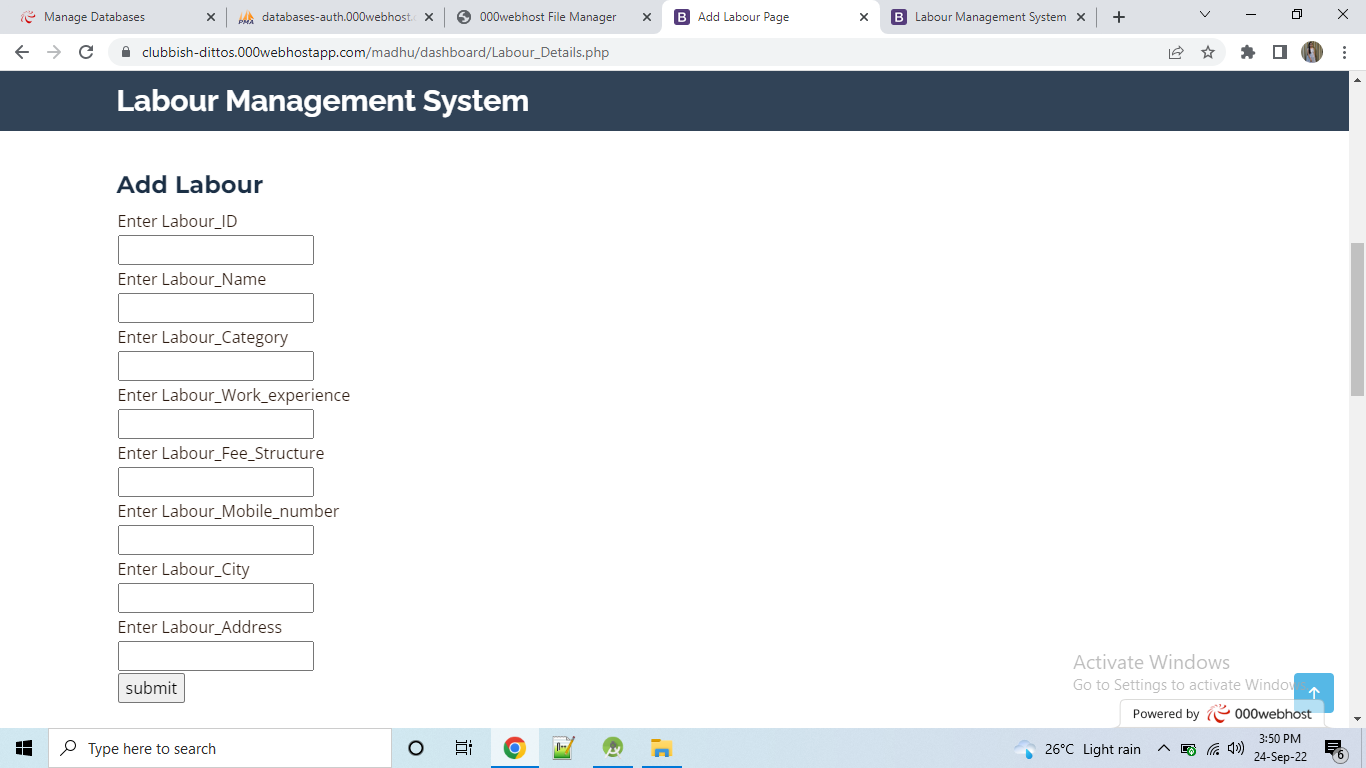 Manage Databases
databases-auth.000webhost.
000webhost File Manager
Add Labour Page
Labour Management System
clubbish-dittos.000webhostapp.com/madhu/dashboard/Labour_Details.php
Labour Management System
Add Labour
Enter Labour_ID
Enter Labour_Name
Enter Labour_Category
Enter Labour_Work_experience
Enter Labour_Fee_Structure
Enter Labour_Mobile_number
Enter Labour_City
Enter Labour_Address
submit
Activate Windows
Go to Settings to activate Windows
Powered by 000webhost
Type here to search
26°C Light rain
3:50 PM
24-Sep-22
6